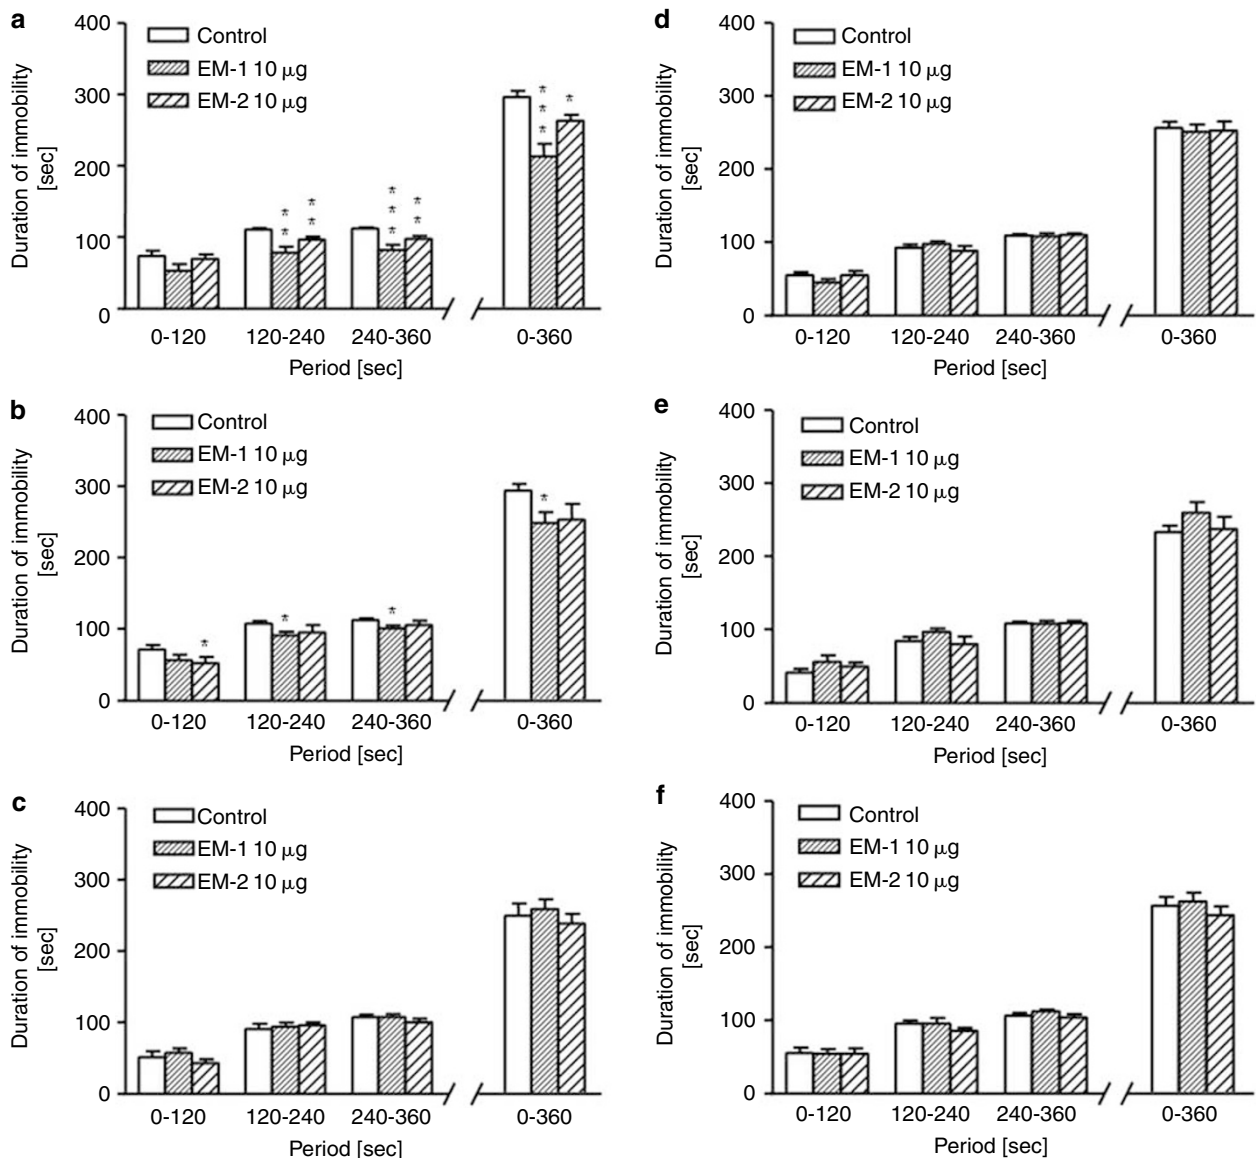 a
400
300
200
100
0
Duration of immobility
[sec]
Control
EM-1 10 μg
EM-2 10 μg
* * *
*
* *
* *
* * *
* *
0-120
120-240
240-360
0-360
Period [sec]
b
400
300
200
100
0
Duration of immobility
[sec]
Control
EM-1 10 μg
EM-2 10 μg
*
*
*
*
0-120
120-240
240-360
0-360
Period [sec]
c
400
300
200
100
0
Duration of immobility
[sec]
Control
EM-1 10 μg
EM-2 10 μg
0-120
120-240
240-360
0-360
Period [sec]
d
400
300
200
100
0
Duration of immobility
[sec]
Control
EM-1 10 μg
EM-2 10 μg
0-120
120-240
240-360
0-360
Period [sec]
e
400
300
200
100
0
Duration of immobility
[sec]
Control
EM-1 10 μg
EM-2 10 μg
0-120
120-240
240-360
0-360
Period [sec]
f
400
300
200
100
0
Duration of immobility
[sec]
Control
EM-1 10 μg
EM-2 10 μg
0-120
120-240
240-360
0-360
Period [sec]